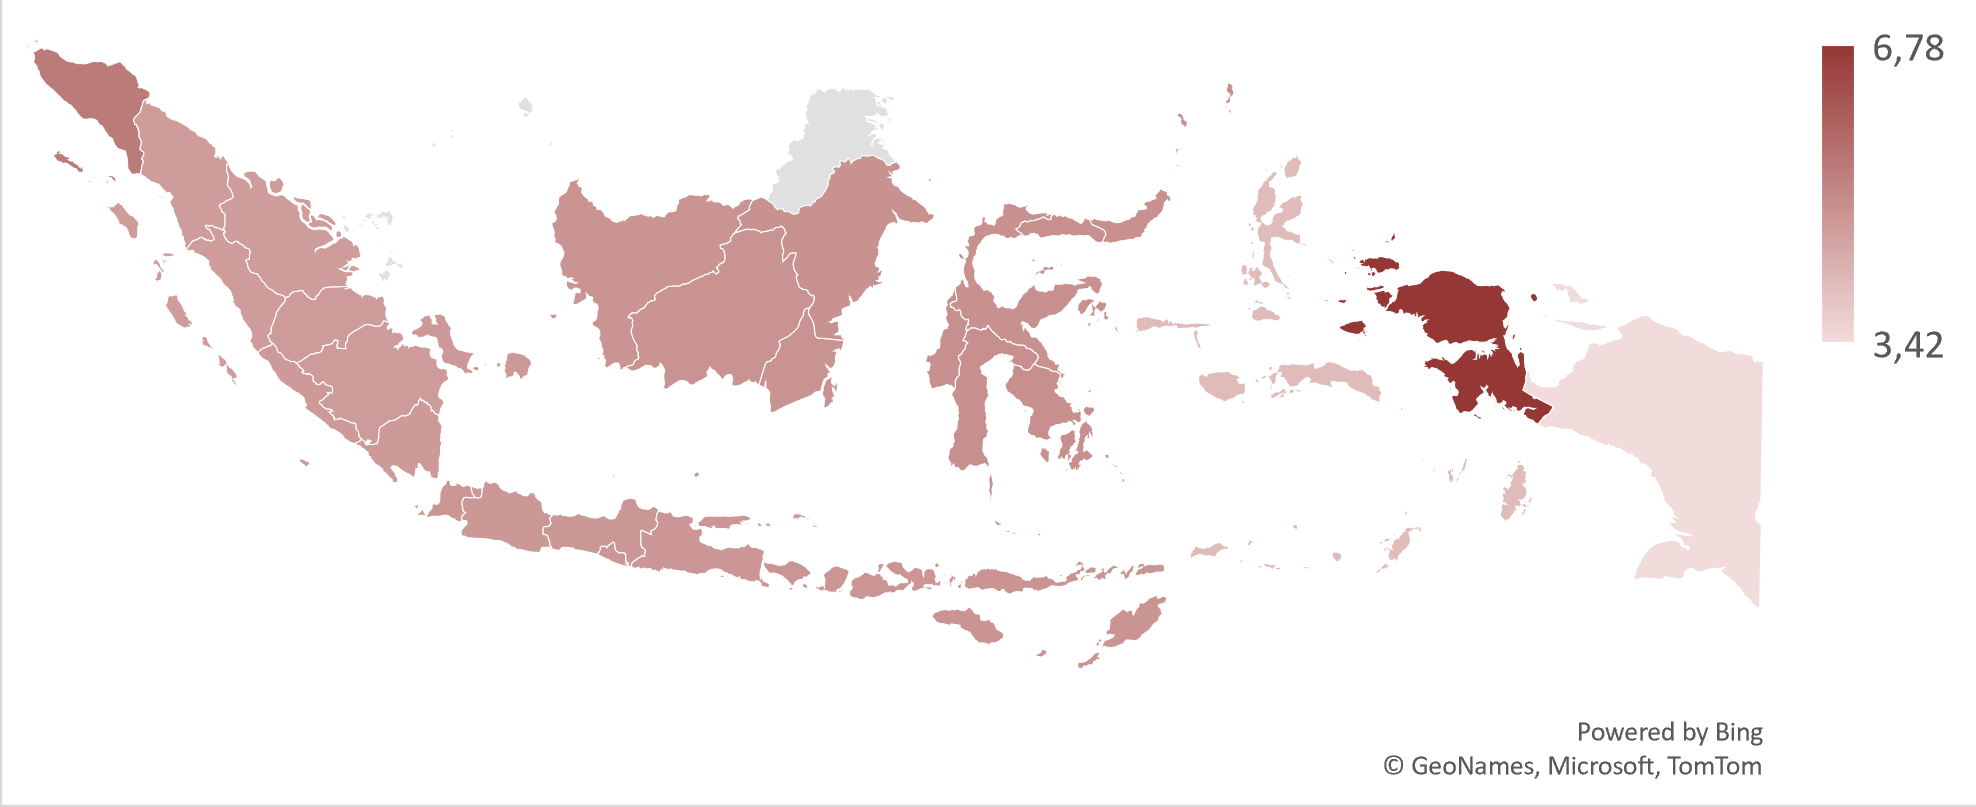 6,78
3,42
Powered by Bing
© GeoNames, Microsoft, TomTom